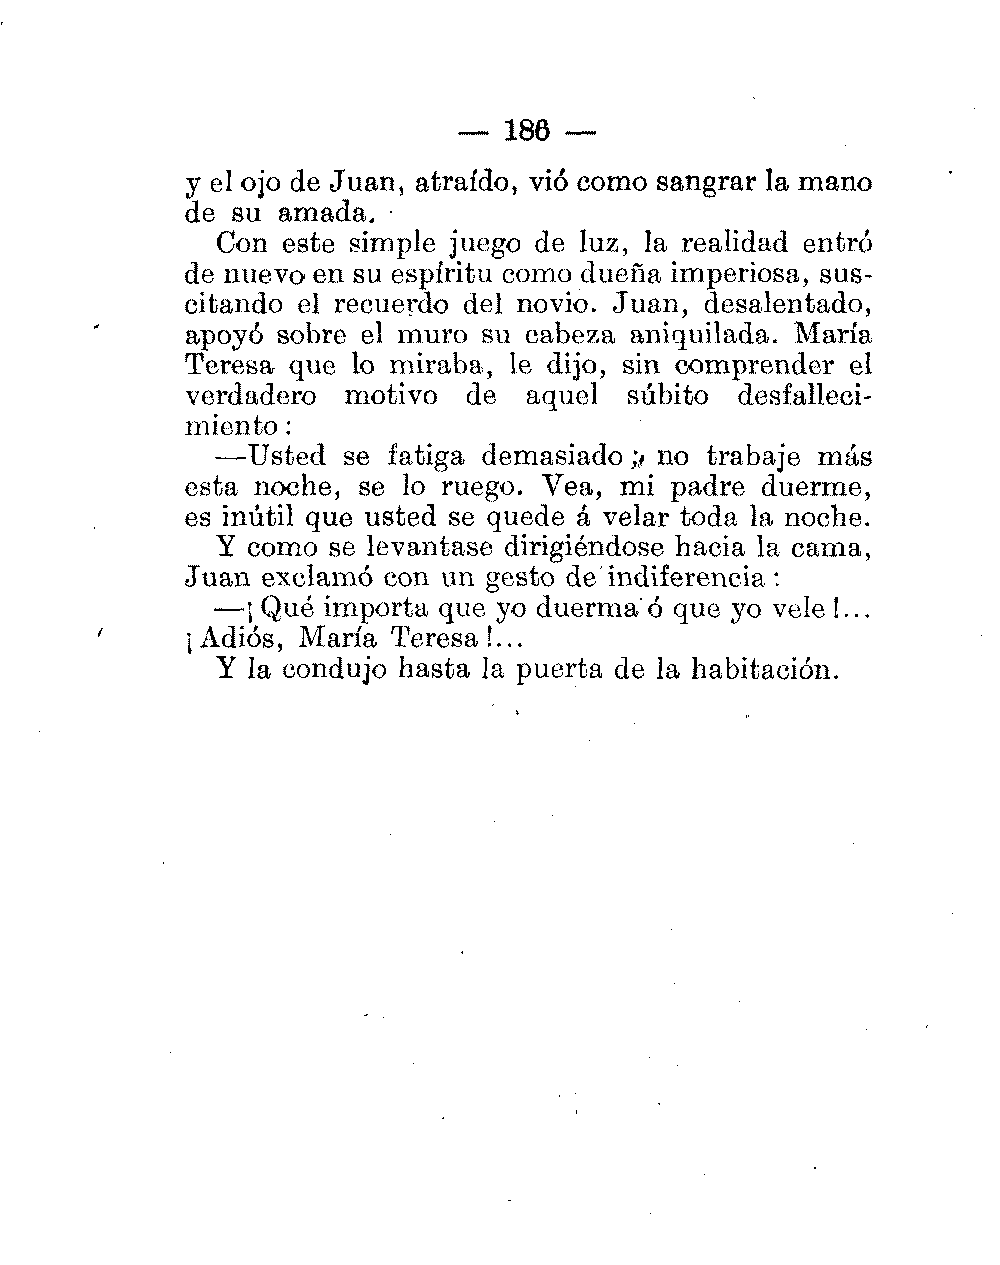 — 186 —
y el ojo de Juan, atraído, vió como sangrar la mano
de su amada.
Con este simple juego de luz, la realidad entró
de nuevo en su espíritu como dueña imperiosa, sus-
citando el recuerdo del novio. Juan, desalentado,
apoyó sobre el muro su cabeza aniquilada. María
Teresa que lo miraba, le dijo, sin comprender el
verdadero motivo de aquel súbito desfalleci-
miento :
—Usted se fatiga demasiado ; no trabaje más
esta noche, se lo ruego. Vea, mi padre duerme,
es inútil que usted se quede á velar toda la noche.
Y como se levantase dirigiéndose hacia la cama,
Juan exclamó con un gesto de indiferencia :
—¡ Qué importa que yo duerma ó que yo vele !...
¡ Adiós, María Teresa !...
Y la condujo hasta la puerta de la habitación.